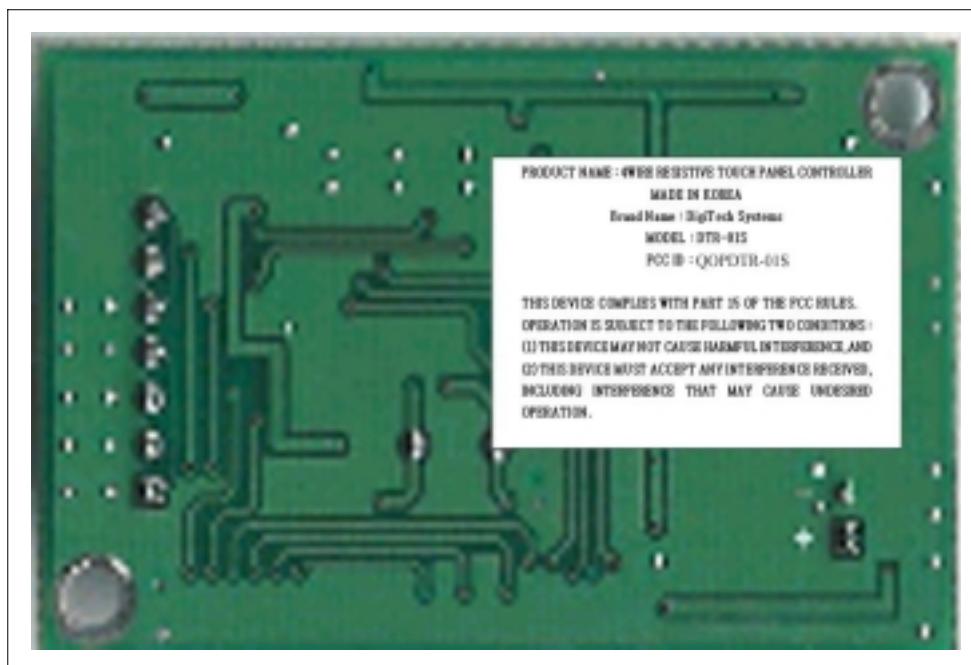 PRODUCT NAME : 4WIRE RESISTIVE TOUCH PANEL CONTROLLER
MADE IN KOREA
Brand Name : DigiTech Systems
MODEL : DTR-01S
FCC ID : QOPDTR-01S
THIS DEVICE COMPLIES WITH PART 15 OF THE FCC RULES.
OPERATION IS SUBJECT TO THE FOLLOWING TWO CONDITIONS :
(1) THIS DEVICE MAY NOT CAUSE HARMFUL INTERFERENCE, AND
(2) THIS DEVICE MUST ACCEPT ANY INTERFERENCE RECEIVED,
INCLUDING INTERFERENCE THAT MAY CAUSE UNDESIRED
OPERATION.
- 
+